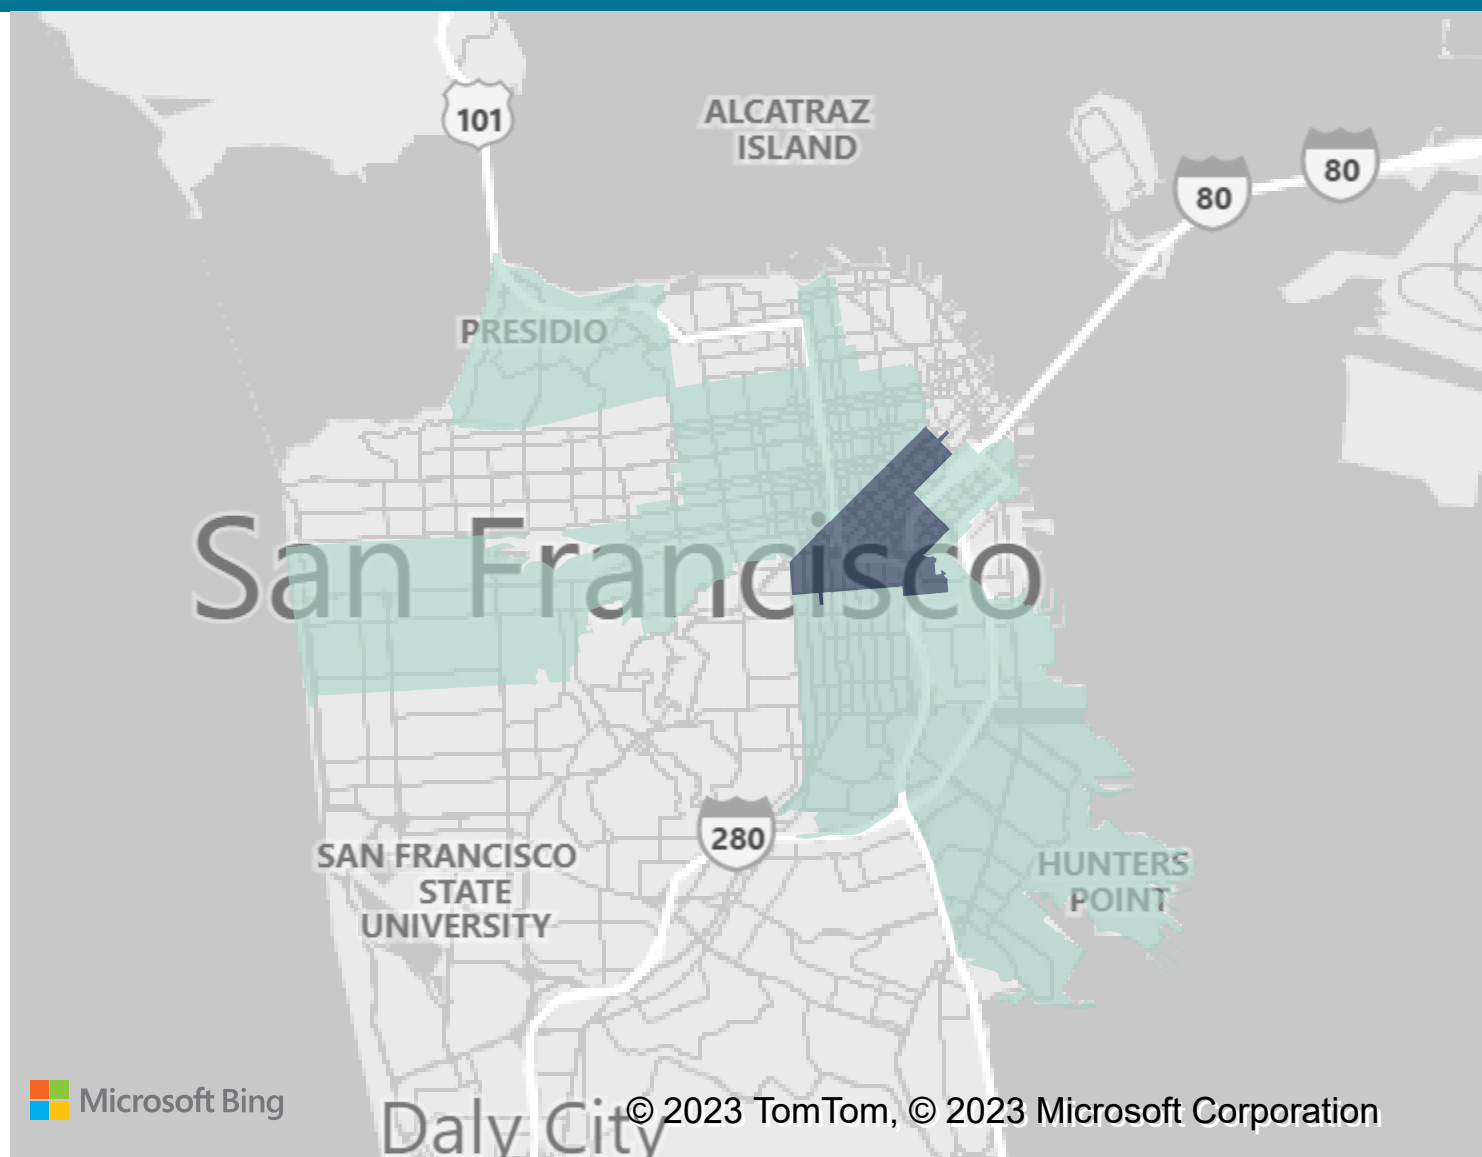 101
ALCATRAZ
ISLAND
80
80
PRESIDIO
San Francisco
280
SAN FRANCISCO
STATE
UNIVERSITY
HUNTERS
POINT
Microsoft Bing
© 2023 TomTom, © 2023 Microsoft Corporation
Daly City